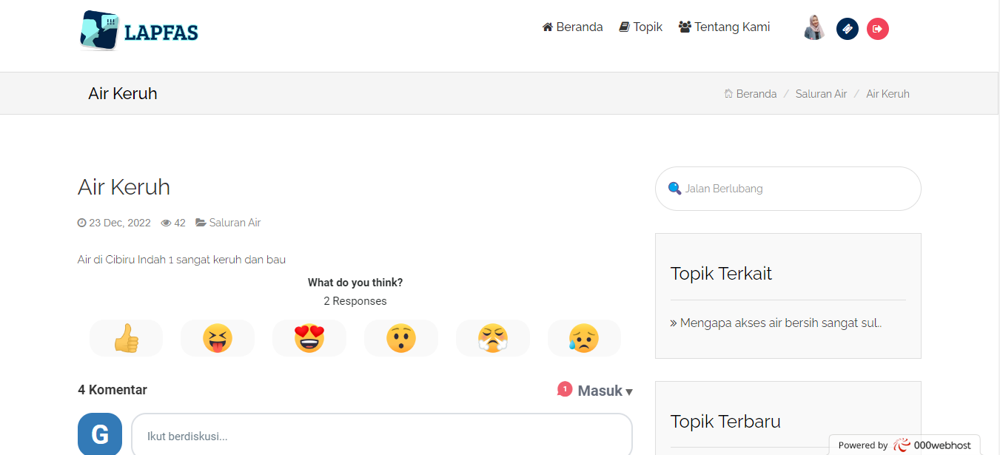 !!!
LAPFAS
Beranda
Topik
Tentang Kami
Air Keruh
Beranda / Saluran Air / Air Keruh
Air Keruh
23 Dec, 2022 42 Saluran Air
Air di Cibiru Indah 1 sangat keruh dan bau
What do you think?
2 Responses
4 Komentar
1 Masuk ▾
G
Ikut berdiskusi...
Jalan Berlubang
Topik Terkait
» Mengapa akses air bersih sangat sul..
Topik Terbaru
Powered by 000webhost